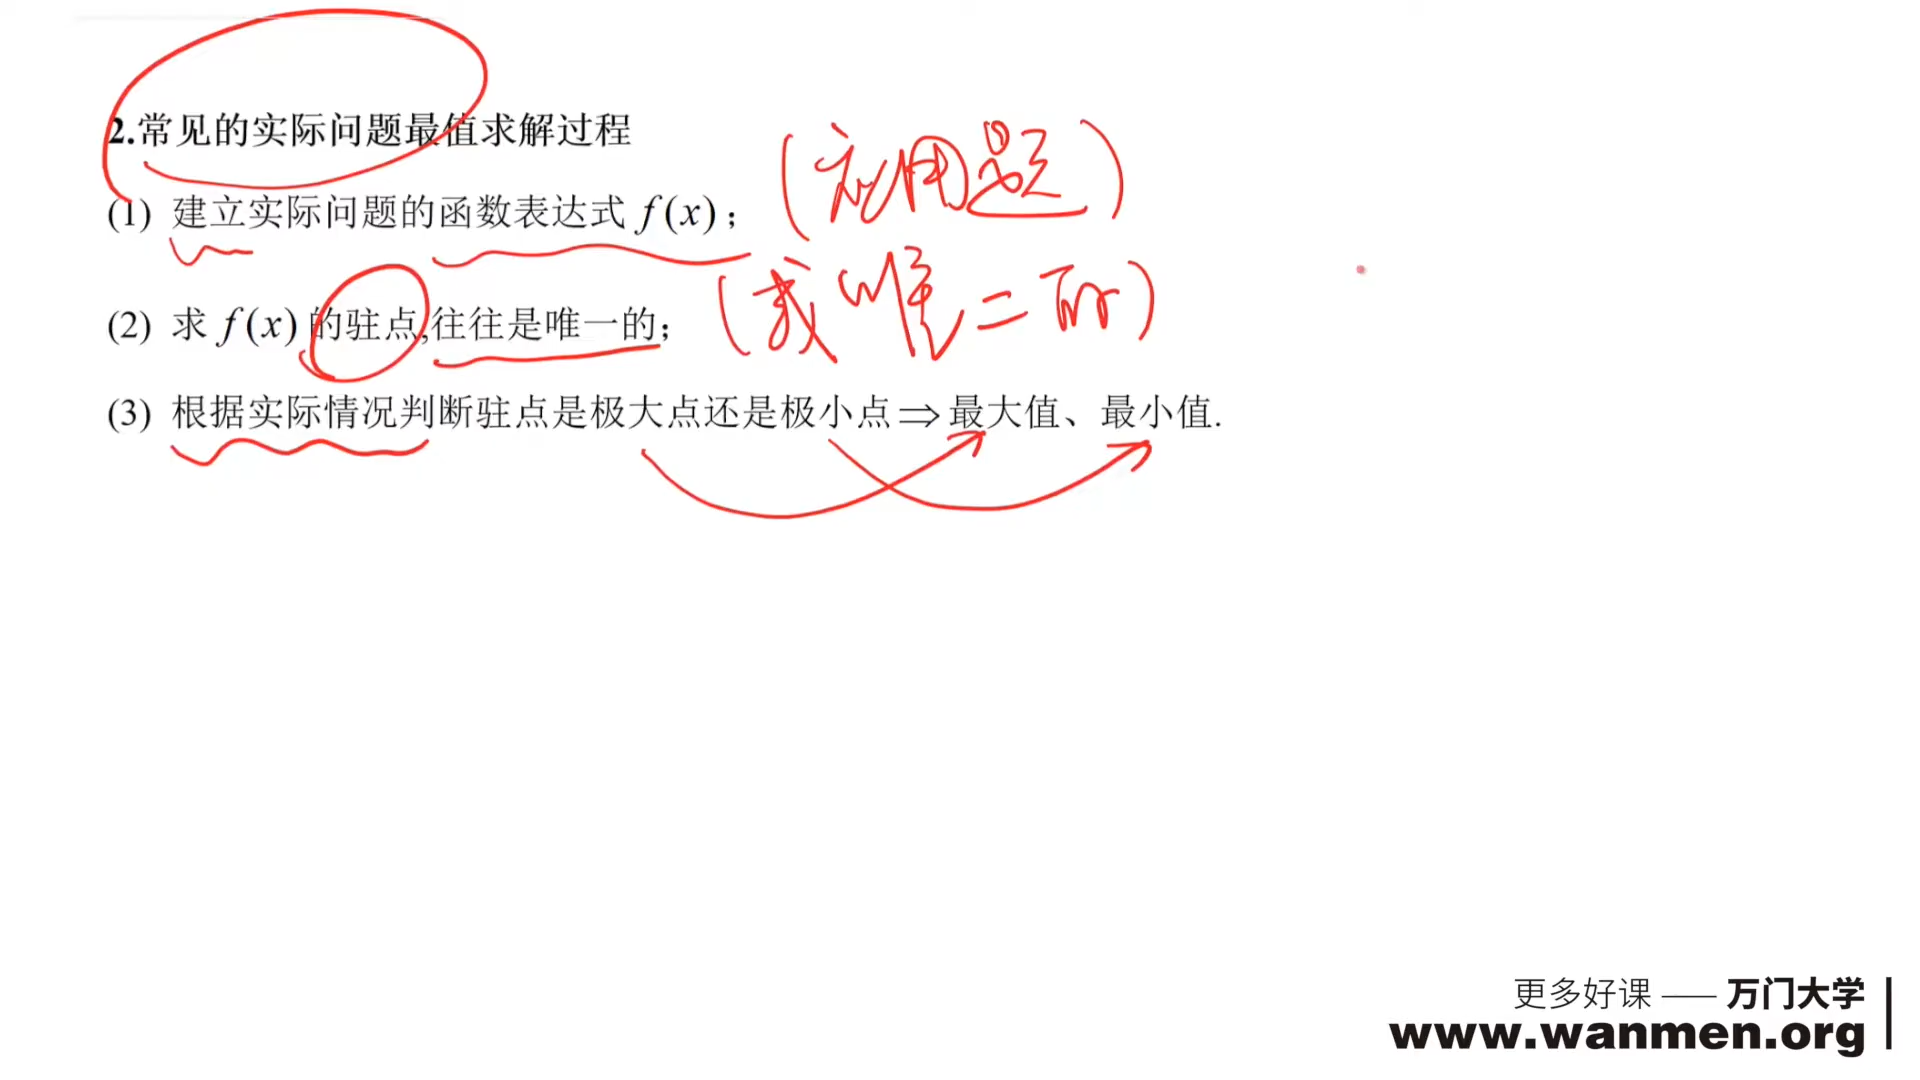 2.常见的实际问题最值求解过程
(应用题)
(1) 建立实际问题的函数表达式 f(x);
(或唯二的)
(2) 求 f(x) 的驻点,往往是唯一的;
(3) 根据实际情况判断驻点是极大点还是极小点⇒最大值、最小值.
更多好课 —— 万门大学
www.wanmen.org